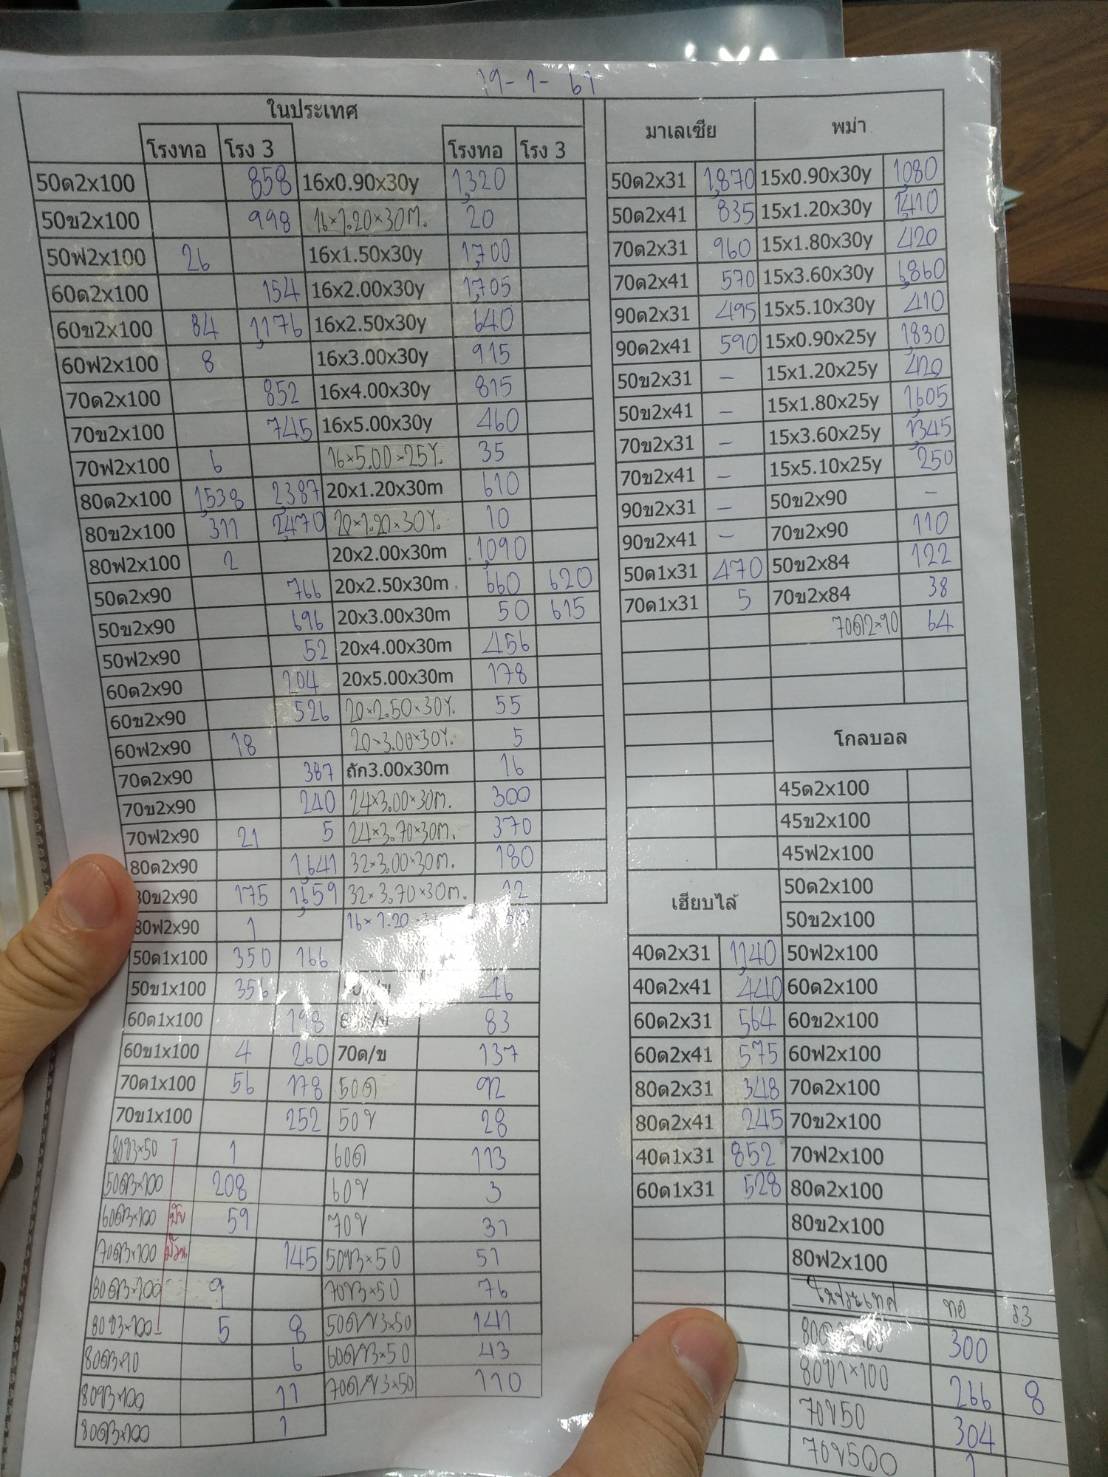 19-1-61
ในประเทศ
โรงทอ โรง 3 โรงทอ โรง 3
50ด2x100 858 16x0.90x30y 1,320
50ข2x100 998 16×1.20×30m. 20
50ฟ2x100 26 16x1.50x30y 1,700
60ด2x100 154 16x2.00x30y 1,705
60ข2x100 84 1,176 16x2.50x30y 640
60ฟ2x100 8 16x3.00x30y 915
70ด2x100 852 16x4.00x30y 815
70ข2x100 745 16x5.00x30y 460
70ฟ2x100 6 16×5.00×25Y. 35
80ด2x100 1,538 2,387 20x1.20x30m 610
80ข2x100 311 2,470 20×1.20×30Y. 10
80ฟ2x100 2 20x2.00x30m 1,090
50ด2x90 766 20x2.50x30m 660 620
50ข2x90 696 20x3.00x30m 50 615
50ฟ2x90 52 20x4.00x30m 456
60ด2x90 204 20x5.00x30m 178
60ข2x90 526 20×2.50×30Y. 55
60ฟ2x90 18 20×3.00×30Y. 5
70ด2x90 387 ถัก3.00x30m 16
70ข2x90 240 24×3.00×30m. 300
70ฟ2x90 21 5 24×3.70×30m. 370
80ด2x90 1,641 32×3.00×30m. 180
80ข2x90 175 1,659 32×3.70×30m. 12
80ฟ2x90 1 16×1.20
50ด1x100 350 166
50ข1x100 356 46
60ด1x100 198 83
60ข1x100 4 260 70ด/ข 137
70ด1x100 56 178 50ด 92
70ข1x100 252 50ข 28
80ข3×50 1 60ด 113
50ด3×100 208 60ข 3
60ด3×100 59 70ข 31
70ด3×100 145 50ข3×50 51
80ด3×100 9 70ข3×50 76
80ข3×100 5 8 50ด/ข3×50 141
80ด3×90 6 60ด/ข3×50 43
80ข3×100 11 70ด/ข3×50 110
80ด3×100 1
มาเลเซีย พม่า
50ด2x31 1,870 15x0.90x30y 1,080
50ด2x41 835 15x1.20x30y 1,410
70ด2x31 960 15x1.80x30y 420
70ด2x41 570 15x3.60x30y 6,860
90ด2x31 495 15x5.10x30y 410
90ด2x41 590 15x0.90x25y 1,830
50ข2x31 - 15x1.20x25y 420
50ข2x41 - 15x1.80x25y 1,605
70ข2x31 - 15x3.60x25y 1,345
70ข2x41 - 15x5.10x25y 250
90ข2x31 - 50ข2x90 -
90ข2x41 - 70ข2x90 110
50ด1x31 470 50ข2x84 122
70ด1x31 5 70ข2x84 38
70ด2×90 64
โกลบอล
45ด2x100
45ข2x100
45ฟ2x100
50ด2x100
เฮียบไล้
50ข2x100
40ด2x31 1,140 50ฟ2x100
40ด2x41 440 60ด2x100
60ด2x31 564 60ข2x100
60ด2x41 575 60ฟ2x100
80ด2x31 348 70ด2x100
80ด2x41 245 70ข2x100
40ด1x31 852 70ฟ2x100
60ด1x31 528 80ด2x100
80ข2x100
80ฟ2x100
ในประเทศ ทอ ร3
300
80ข1×100 266 8
70ข50 304
70ข500 1